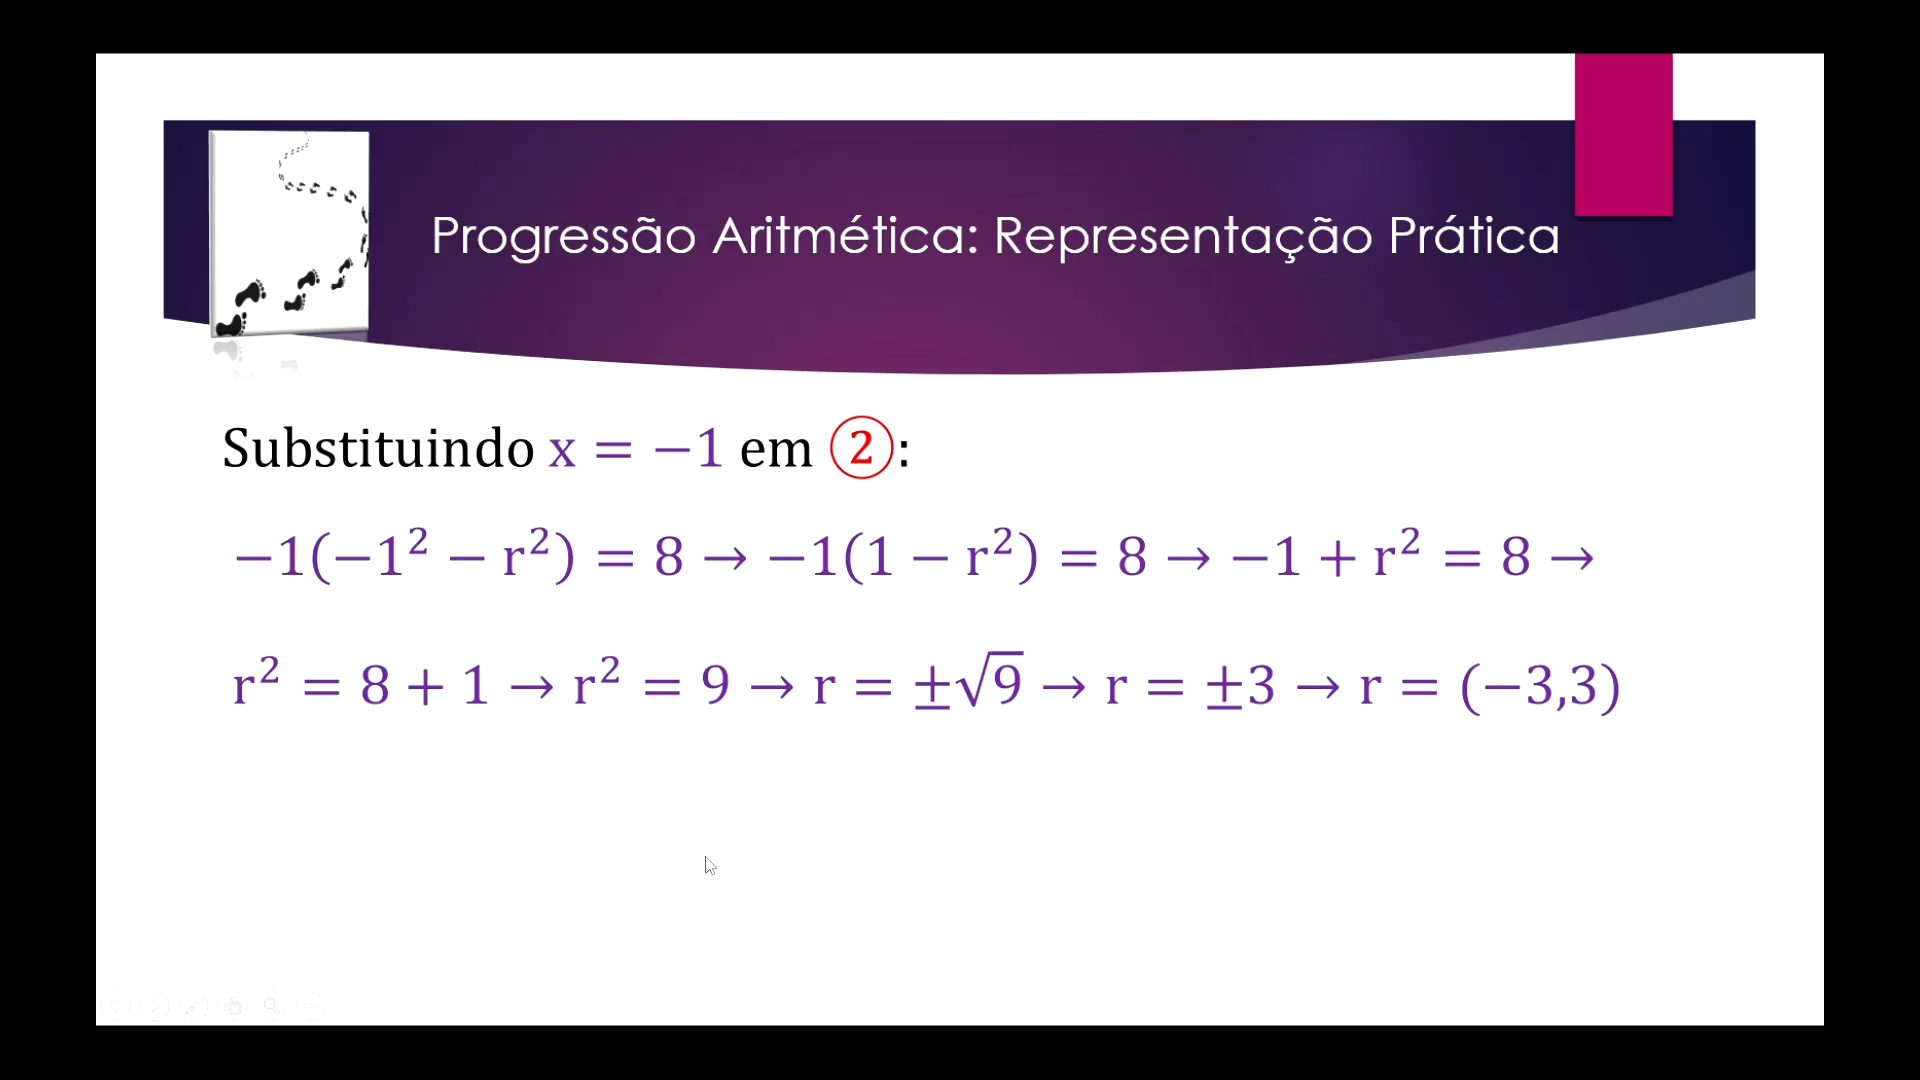 Progressão Aritmética: Representação Prática
Substituindo x = −1 em ②:
−1(−1² − r²) = 8 → −1(1 − r²) = 8 → −1 + r² = 8 →
r² = 8 + 1 → r² = 9 → r = ±√9 → r = ±3 → r = (−3,3)